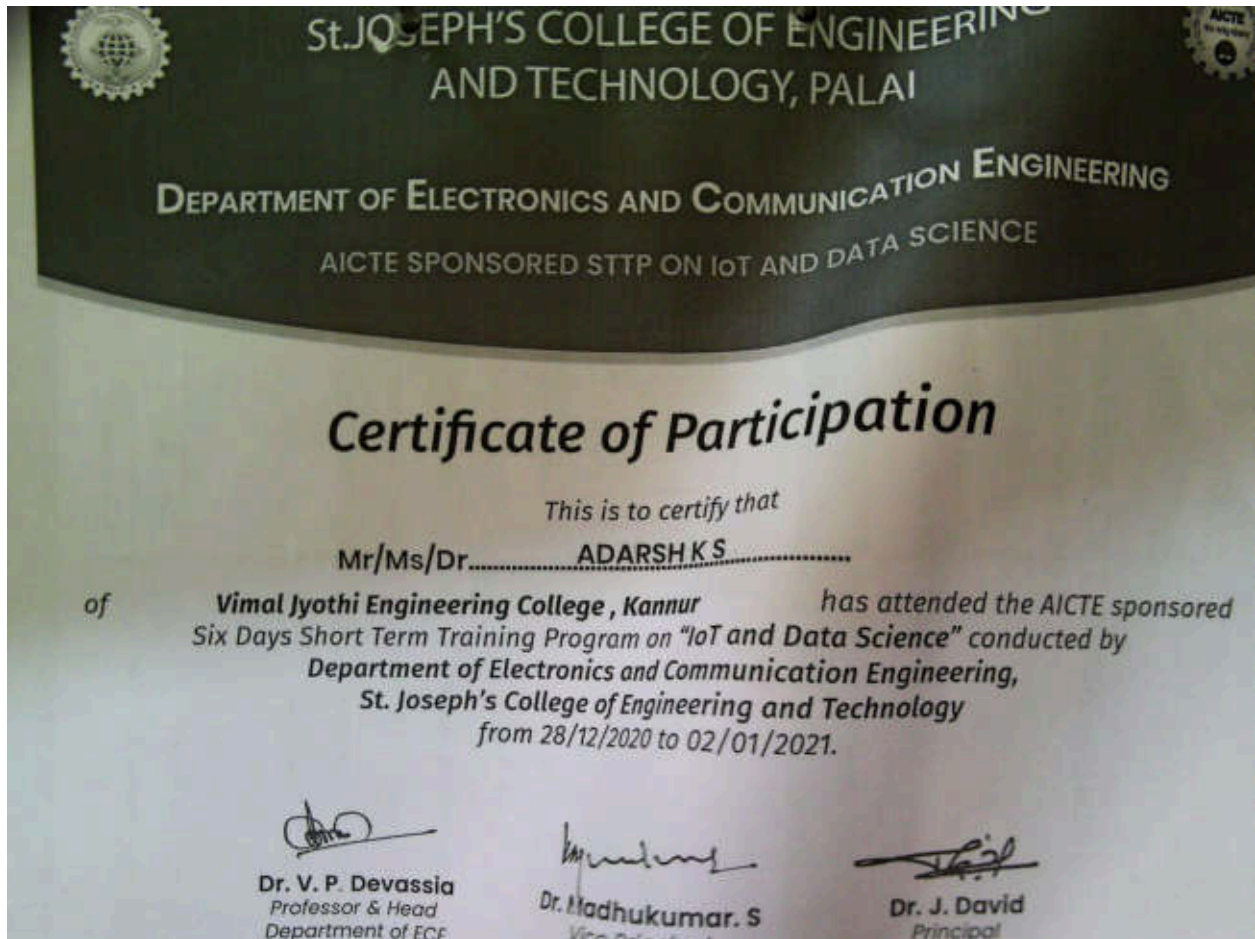 St.JOSEPH'S COLLEGE OF ENGINEERING
AICTE
AND TECHNOLOGY, PALAI
DEPARTMENT OF ELECTRONICS AND COMMUNICATION ENGINEERING
AICTE SPONSORED STTP ON IoT AND DATA SCIENCE
Certificate of Participation
This is to certify that
Mr/Ms/Dr.............ADARSH K S..................
of Vimal Jyothi Engineering College , Kannur has attended the AICTE sponsored
Six Days Short Term Training Program on "IoT and Data Science" conducted by
Department of Electronics and Communication Engineering,
St. Joseph's College of Engineering and Technology
from 28/12/2020 to 02/01/2021.
Dr. V. P. Devassia
Professor & Head
Department of ECE
Dr. Madhukumar. S
Vice Principal
Dr. J. David
Principal